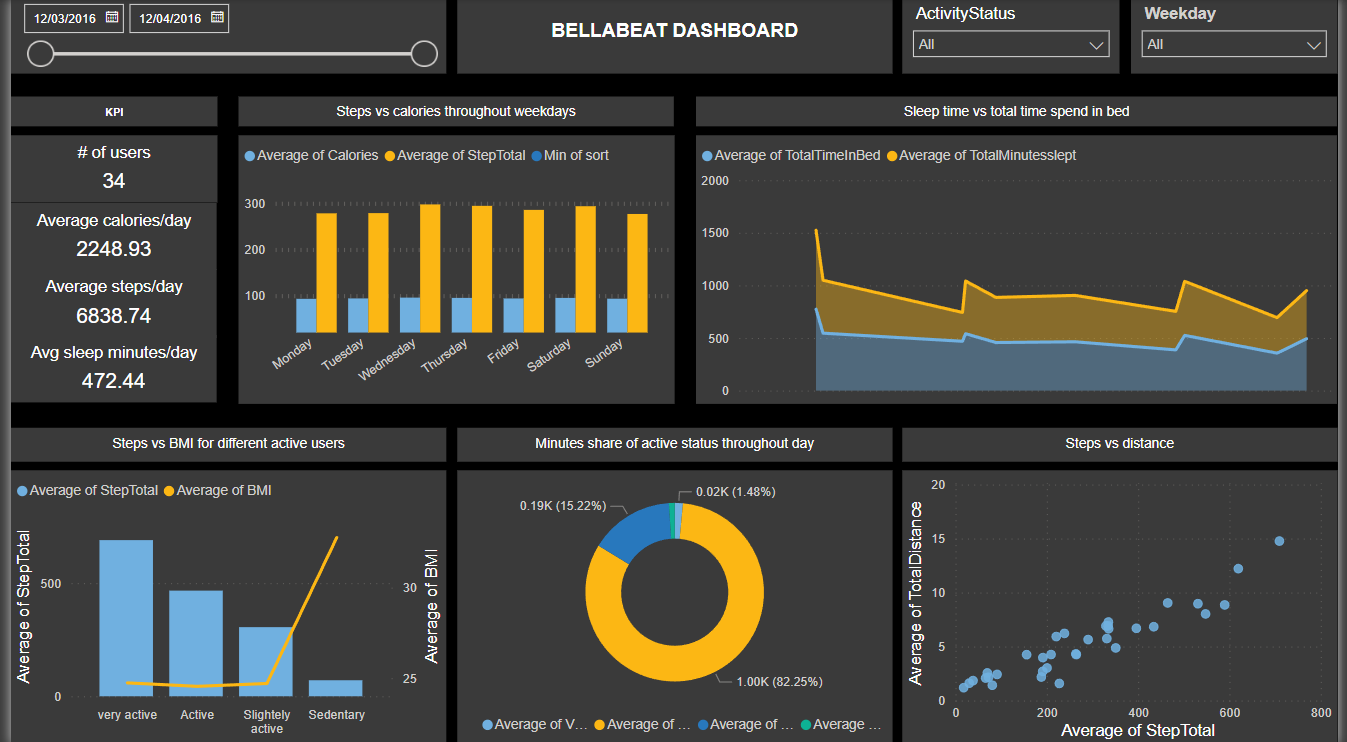 12/03/2016 12/04/2016
BELLABEAT DASHBOARD
ActivityStatus
All
Weekday
All
KPI
# of users
34
Average calories/day
2248.93
Average steps/day
6838.74
Avg sleep minutes/day
472.44
Steps vs calories throughout weekdays
Average of Calories Average of StepTotal Min of sort
300
200
100
Monday Tuesday Wednesday Thursday Friday Saturday Sunday
Sleep time vs total time spend in bed
Average of TotalTimeInBed Average of TotalMinutesslept
2000
1500
1000
500
0
Steps vs BMI for different active users
Average of StepTotal Average of BMI
Average of StepTotal
500
0
30
25
Average of BMI
very active Active Slightely active Sedentary
Minutes share of active status throughout day
0.02K (1.48%)
0.19K (15.22%)
1.00K (82.25%)
Average of V... Average of ... Average of ... Average ...
Steps vs distance
Average of TotalDistance
20
15
10
5
0
0 200 400 600 800
Average of StepTotal